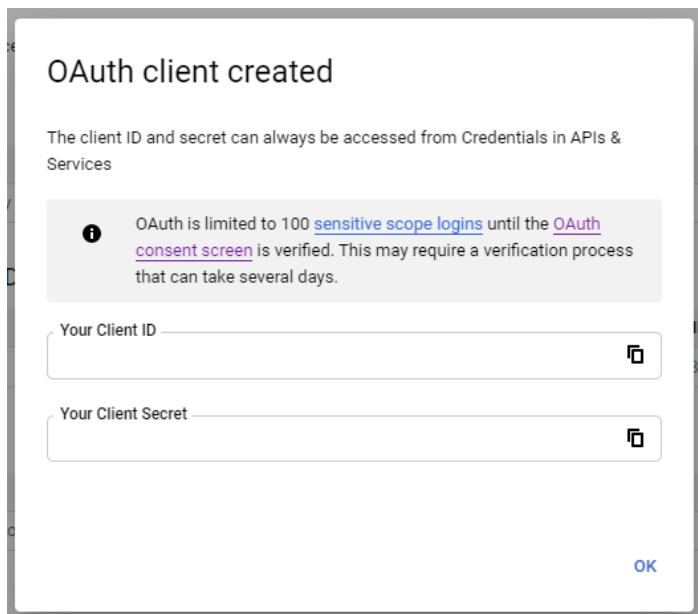 OAuth client created
The client ID and secret can always be accessed from Credentials in APIs &
Services
OAuth is limited to 100 sensitive scope logins until the OAuth
consent screen is verified. This may require a verification process
that can take several days.
Your Client ID
Your Client Secret
OK